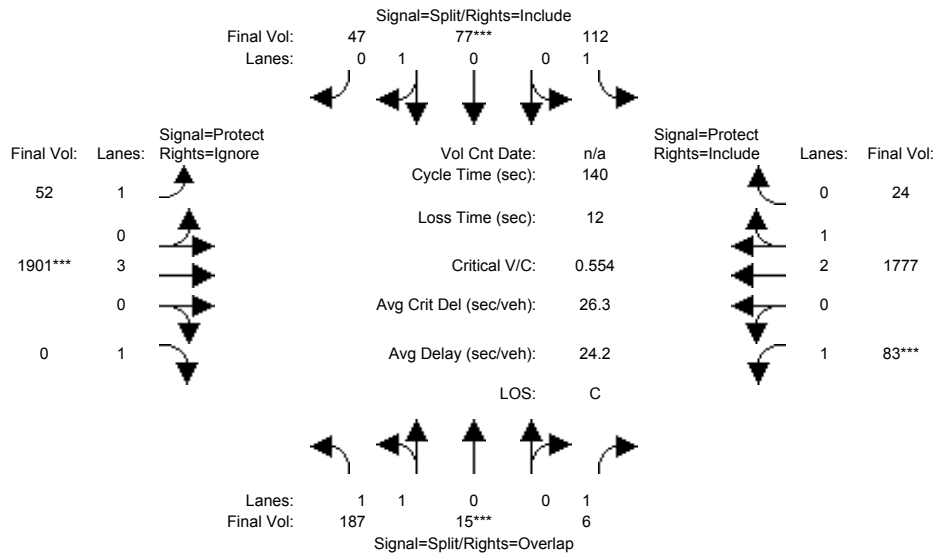 Signal=Split/Rights=Include
Final Vol: 47 77*** 112
Lanes: 0 1 0 0 1
Signal=Protect
Final Vol: Lanes: Rights=Ignore
Vol Cnt Date: n/a
Signal=Protect
Rights=Include Lanes: Final Vol:
Cycle Time (sec): 140
52 1
0 24
Loss Time (sec): 12
0
1
1901*** 3
Critical V/C: 0.554
2 1777
0
Avg Crit Del (sec/veh): 26.3
0
0 1
Avg Delay (sec/veh): 24.2
1 83***
LOS: C
Lanes: 1 1 0 0 1
Final Vol: 187 15*** 6
Signal=Split/Rights=Overlap